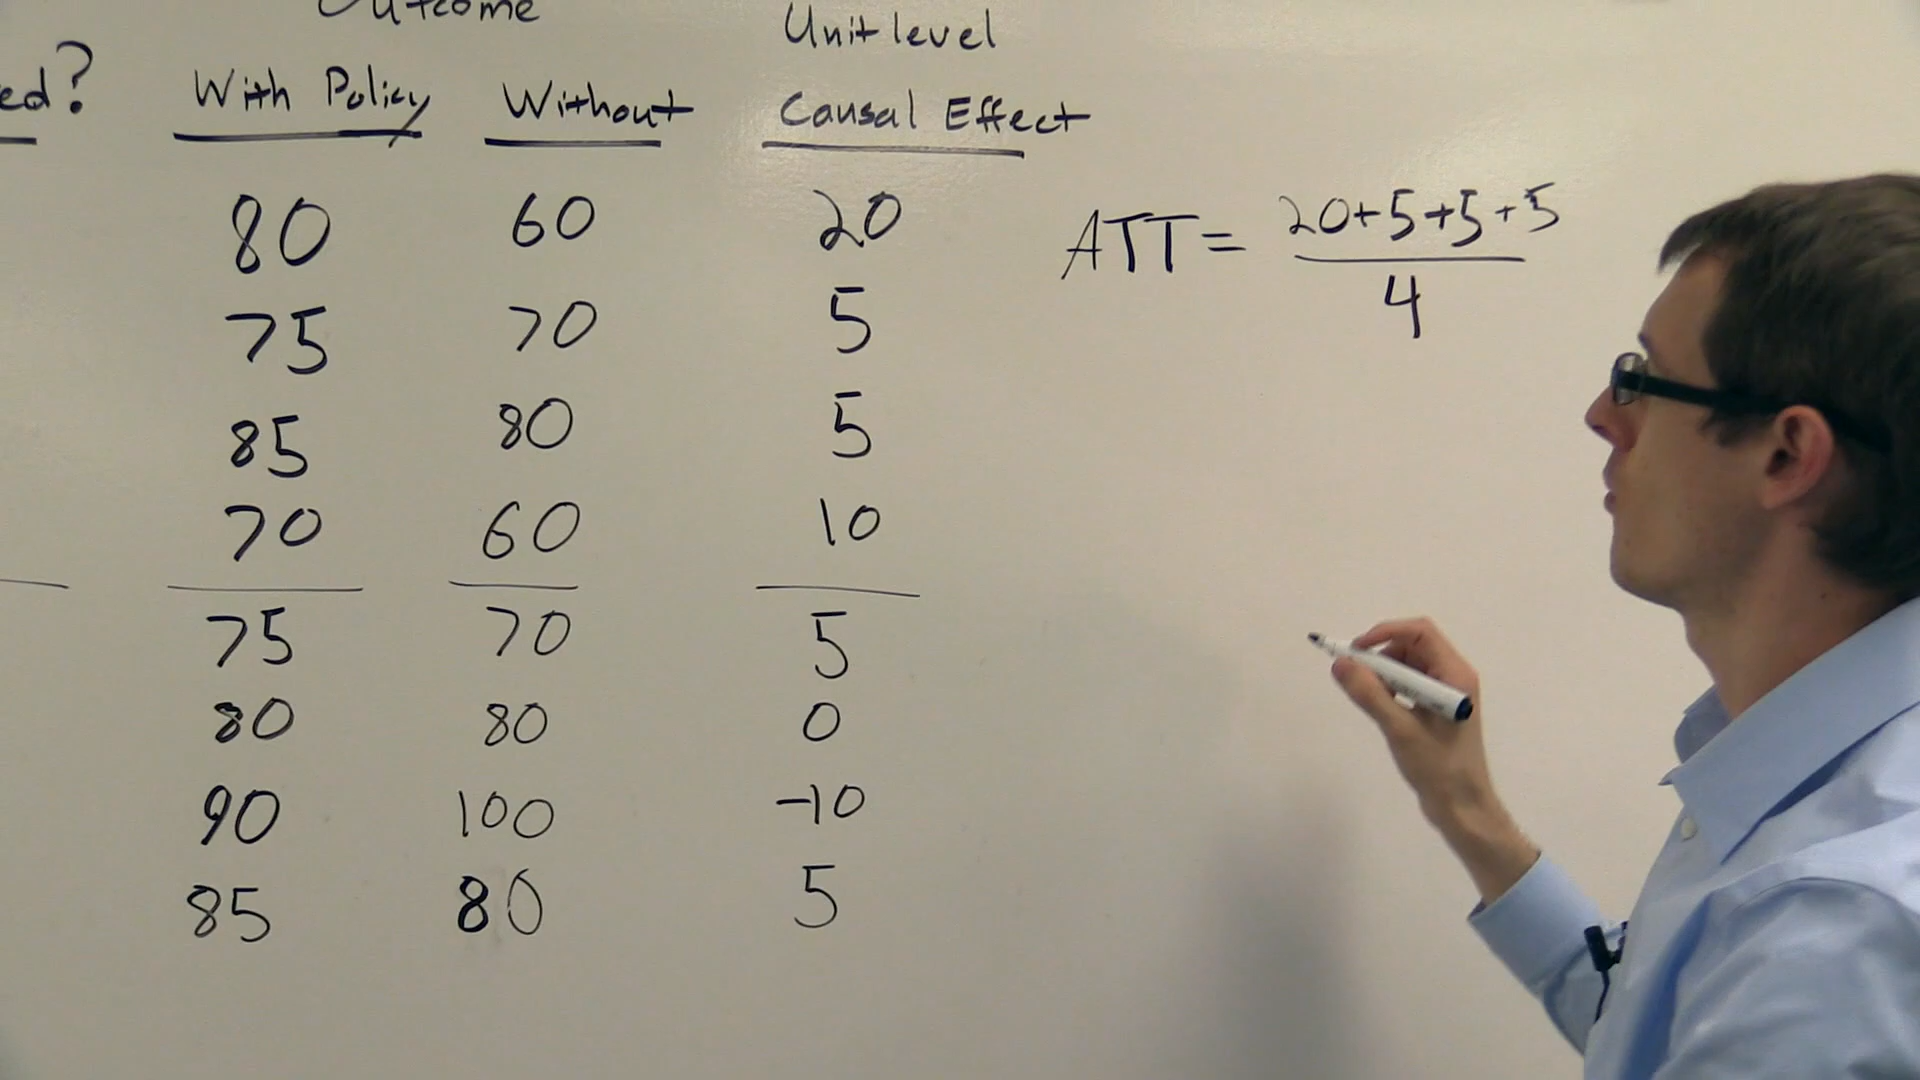 Outcome
Unit level
ed? With Policy Without Causal Effect
80 60 20 ATT = 20+5+5+5
4
75 70 5
85 80 5
70 60 10
75 70 5
80 80 0
90 100 -10
85 80 5